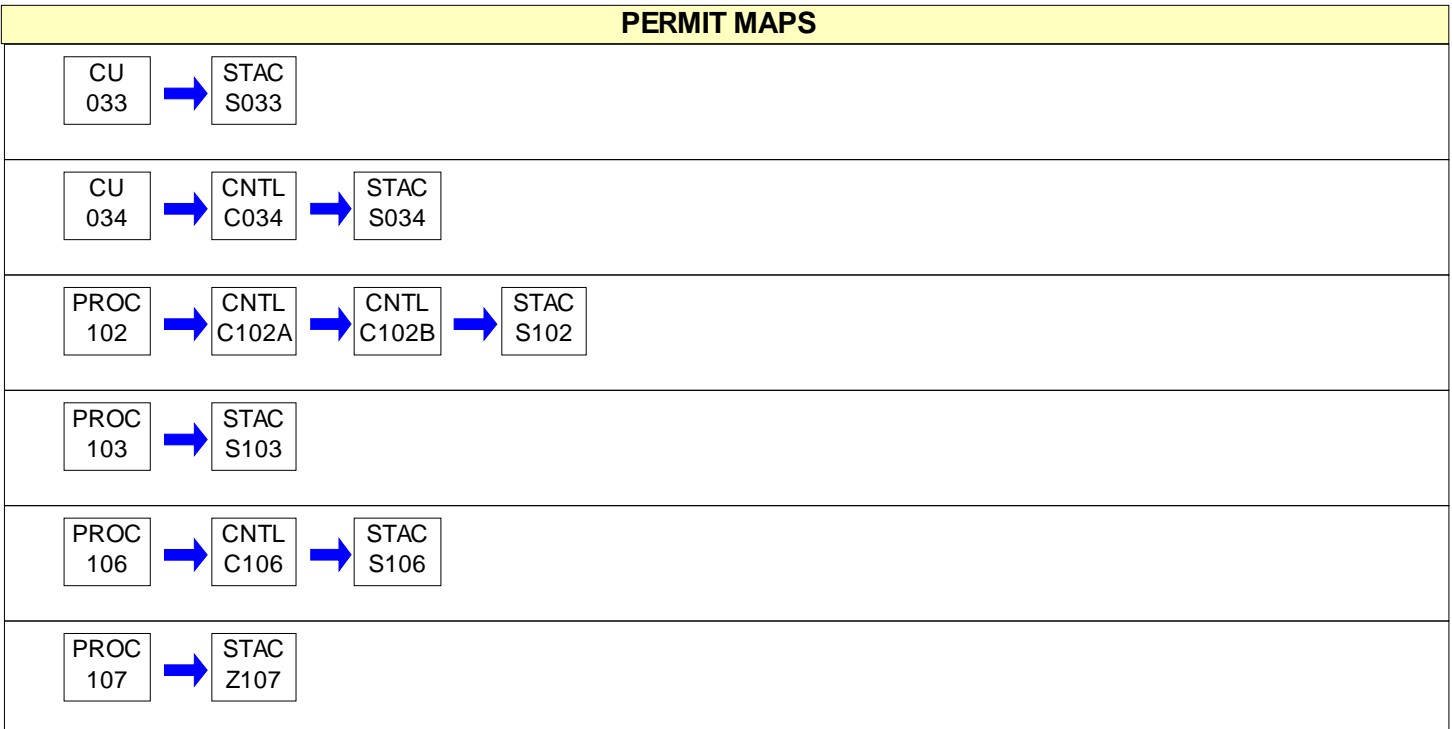 PERMIT MAPS
CU STAC
033 S033
CU CNTL STAC
034 C034 S034
PROC CNTL CNTL STAC
102 C102A C102B S102
PROC STAC
103 S103
PROC CNTL STAC
106 C106 S106
PROC STAC
107 Z107